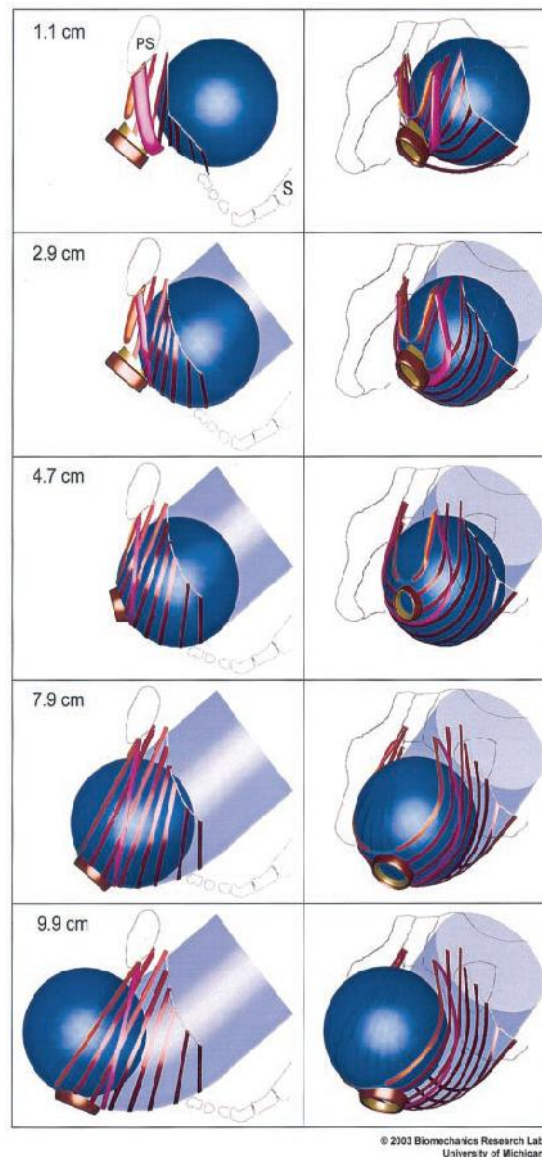 1.1 cm
PS
S
2.9 cm
4.7 cm
7.9 cm
9.9 cm
© 2003 Biomechanics Research Lab
University of Michigan